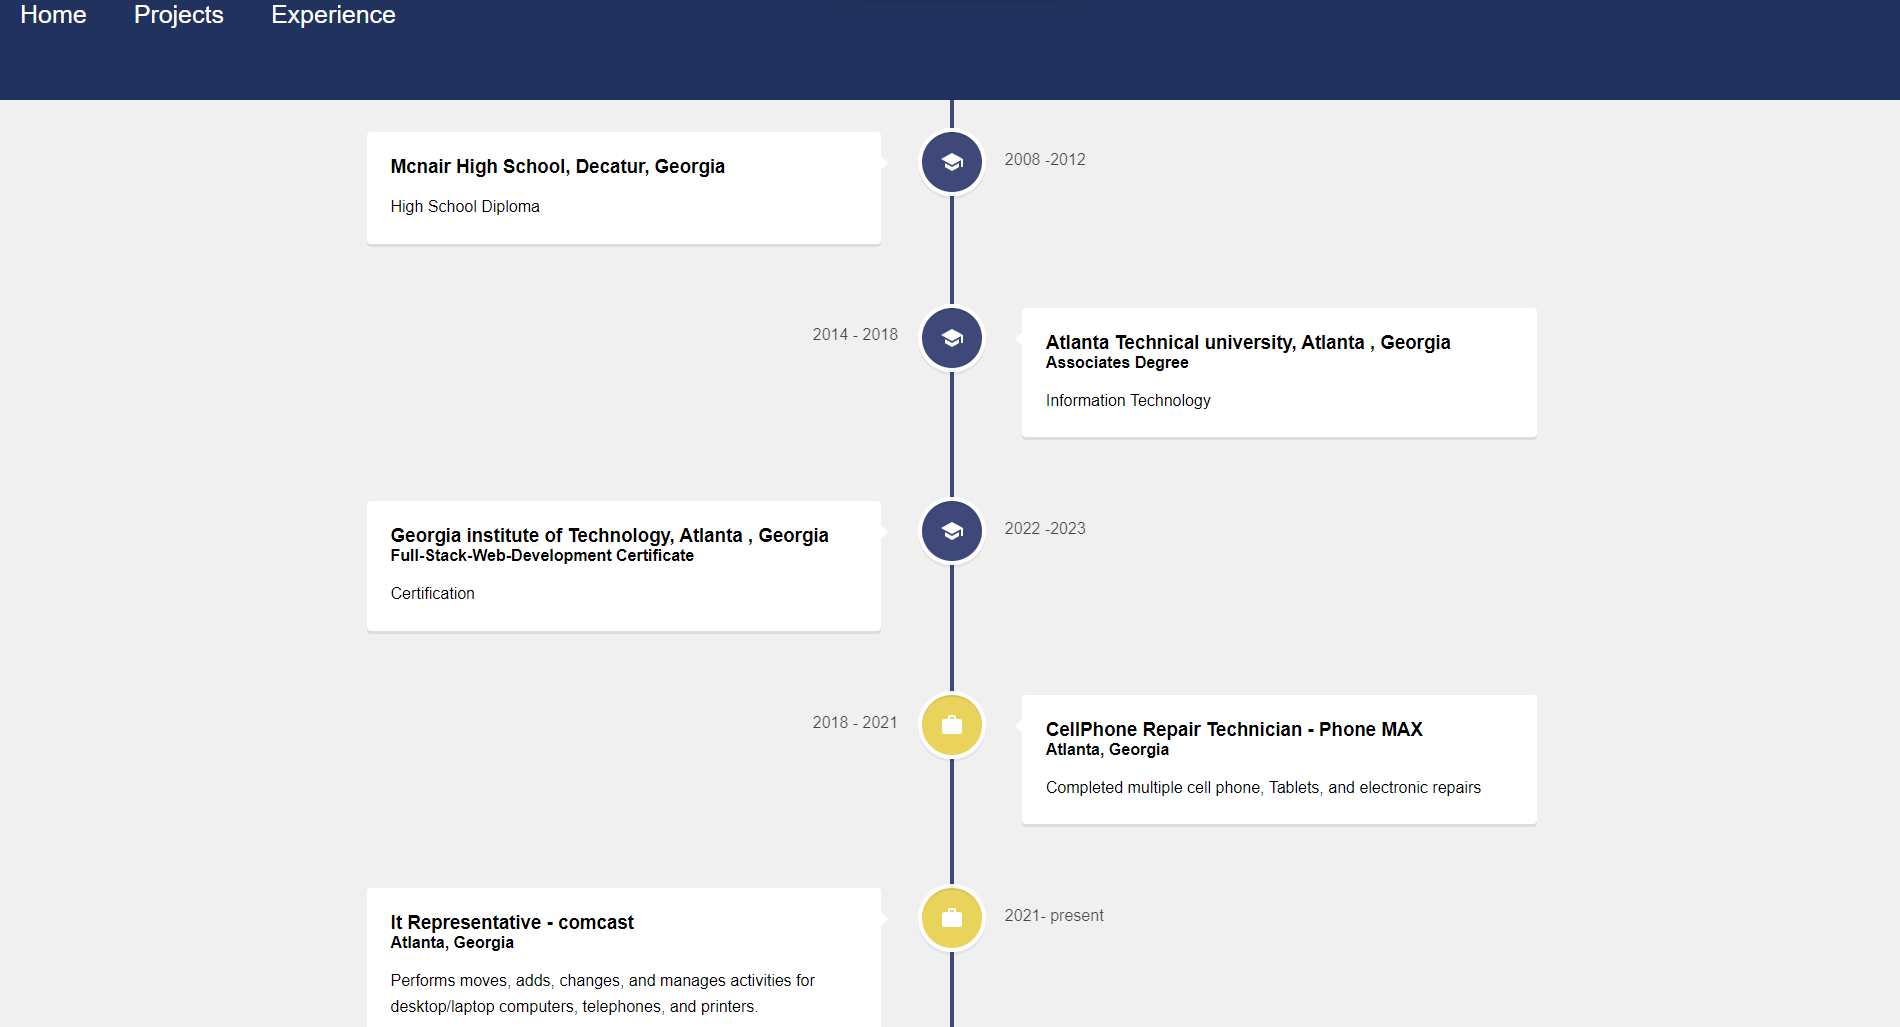 Home Projects Experience
Mcnair High School, Decatur, Georgia
High School Diploma
2008 -2012
2014 - 2018
Atlanta Technical university, Atlanta , Georgia
Associates Degree
Information Technology
Georgia institute of Technology, Atlanta , Georgia
Full-Stack-Web-Development Certificate
Certification
2022 -2023
2018 - 2021
CellPhone Repair Technician - Phone MAX
Atlanta, Georgia
Completed multiple cell phone, Tablets, and electronic repairs
It Representative - comcast
Atlanta, Georgia
Performs moves, adds, changes, and manages activities for
desktop/laptop computers, telephones, and printers.
2021- present